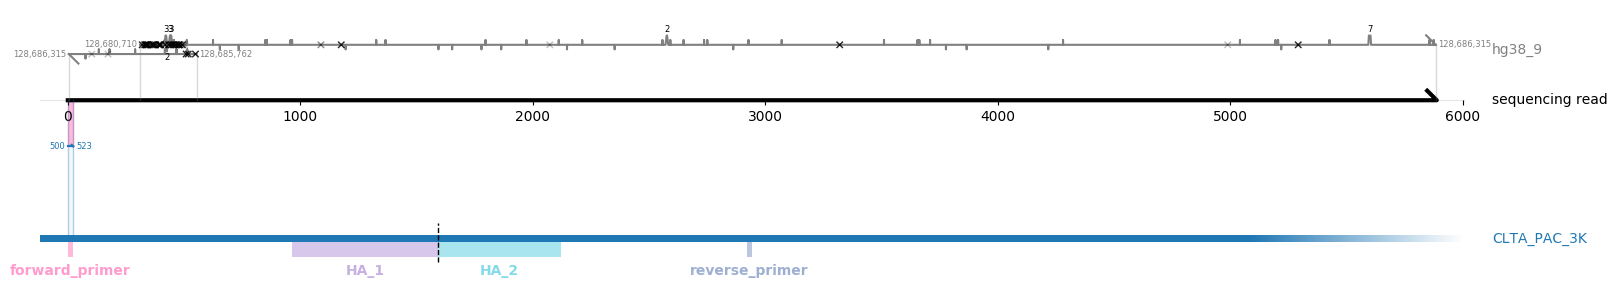 33 2 7
128,680,710 128,686,315 hg38_9
128,686,315 2 128,685,762
sequencing read
0 1000 2000 3000 4000 5000 6000
500 523
CLTA_PAC_3K
forward_primer HA_1 HA_2 reverse_primer